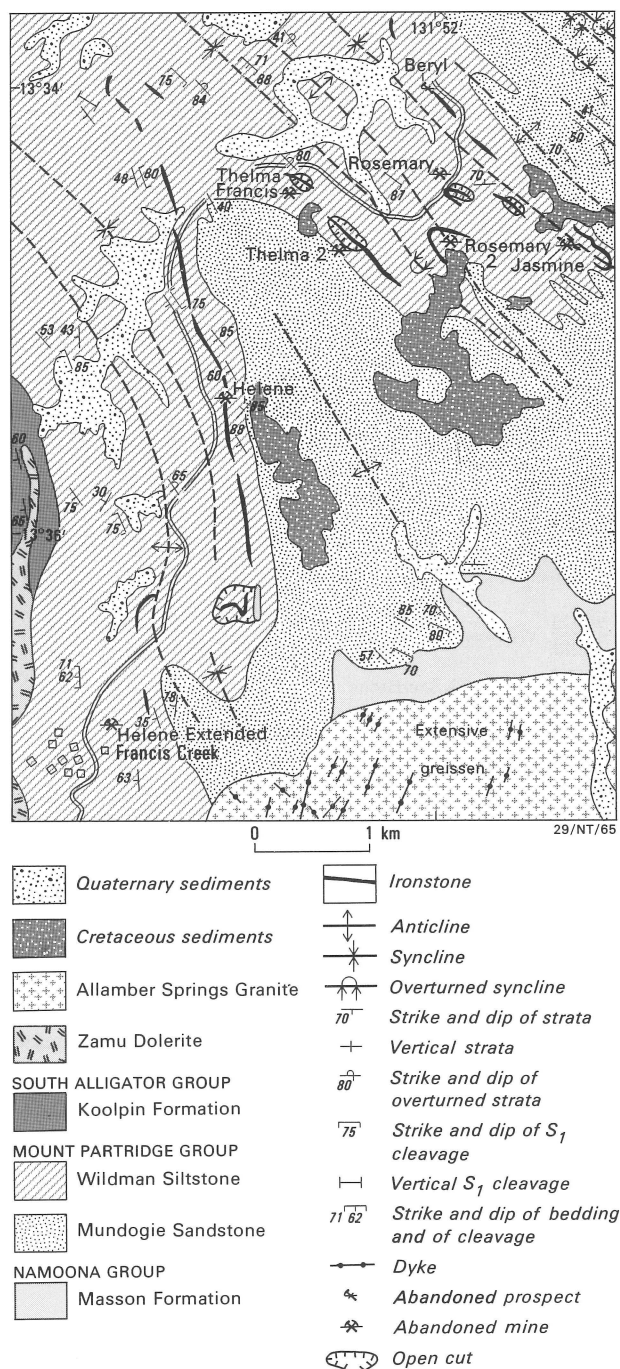 131°52'
41
71
88
Beryl
13°34'
75
84
41
50
70
80
Rosemary
70
48 80
Thelma
Francis
87
40
Thelma 2
Rosemary
2
Jasmine
75
53 43
85
85
60
Helene
85
88
60
65
30
75
75
65
13°36'
65 70
80
57
70
71
62
78
35
Helene Extended
Francis Creek
Extensive
greissen
63
0 1 km
29/NT/65
Quaternary sediments
Cretaceous sediments
Allamber Springs Granite
Zamu Dolerite
SOUTH ALLIGATOR GROUP
Koolpin Formation
MOUNT PARTRIDGE GROUP
Wildman Siltstone
Mundogie Sandstone
NAMOONA GROUP
Masson Formation
Ironstone
Anticline
Syncline
Overturned syncline
70 Strike and dip of strata
Vertical strata
80 Strike and dip of
overturned strata
75 Strike and dip of S1
cleavage
Vertical S1 cleavage
71 62 Strike and dip of bedding
and of cleavage
Dyke
Abandoned prospect
Abandoned mine
Open cut